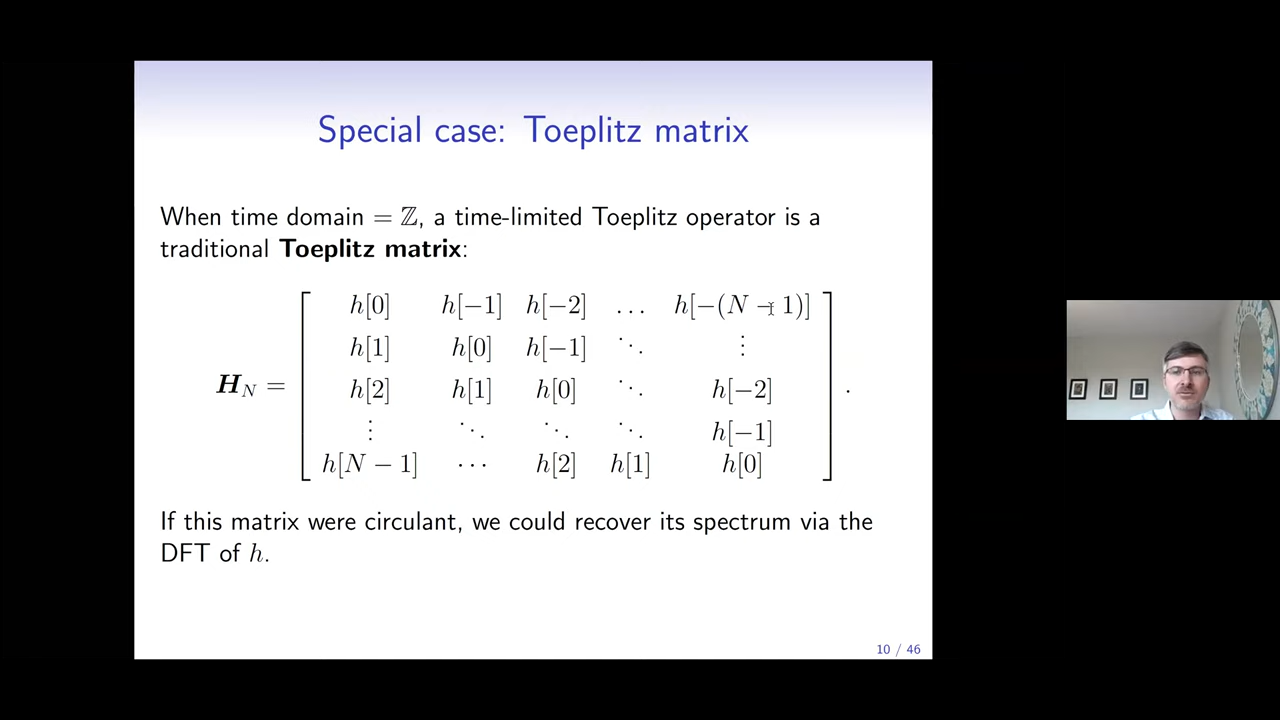 Special case: Toeplitz matrix
When time domain = ℤ, a time-limited Toeplitz operator is a
traditional Toeplitz matrix:
h[0] h[−1] h[−2] … h[−(N − 1)]
h[1] h[0] h[−1] ⋱ ⋮
H_N = h[2] h[1] h[0] ⋱ h[−2] .
⋮ ⋱ ⋱ ⋱ h[−1]
h[N − 1] ⋯ h[2] h[1] h[0]
If this matrix were circulant, we could recover its spectrum via the
DFT of h.
10 / 46